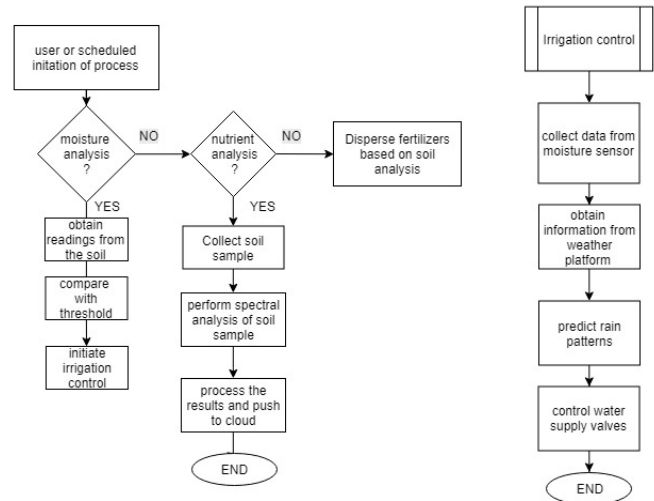 user or scheduled
initation of process
moisture
analysis
?
NO
nutrient
analysis
?
NO
Disperse fertilizers
based on soil
analysis
YES
obtain
readings from
the soil
compare
with
threshold
initiate
irrigation
control
YES
Collect soil
sample
perform spectral
analysis of soil
sample
process the
results and push
to cloud
END
Irrigation control
collect data from
moisture sensor
obtain
information from
weather
platform
predict rain
patterns
control water
supply valves
END